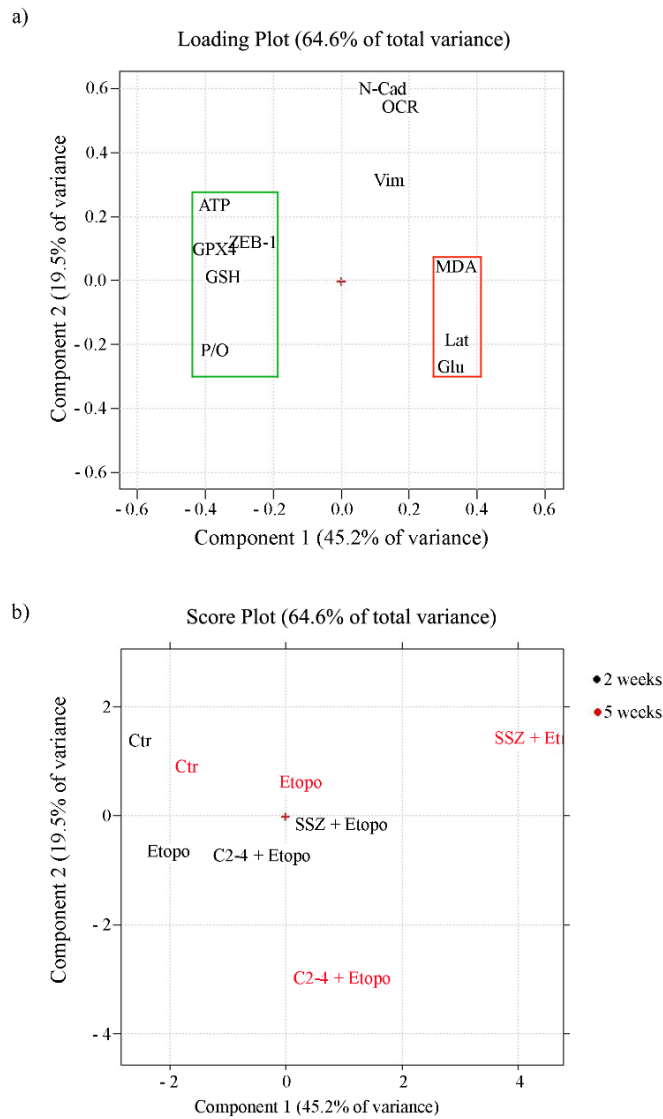 a)
Loading Plot (64.6% of total variance)
Component 2 (19.5% of variance)
0.6
0.4
0.2
0.0
- 0.2
- 0.4
- 0.6
N-Cad
OCR
Vim
ATP
ZEB-1
GPX4
GSH
MDA
P/O
Lat
Glu
- 0.6 - 0.4 - 0.2 0.0 0.2 0.4 0.6
Component 1 (45.2% of variance)
b)
Score Plot (64.6% of total variance)
2 weeks
5 weeks
Component 2 (19.5% of variance
2
0
- 2
- 4
Ctr
SSZ + Et
Ctr
Etopo
SSZ + Etopo
Etopo
C2-4 + Etopo
C2-4 + Etopo
- 2 0 2 4
Component 1 (45.2% of variance)